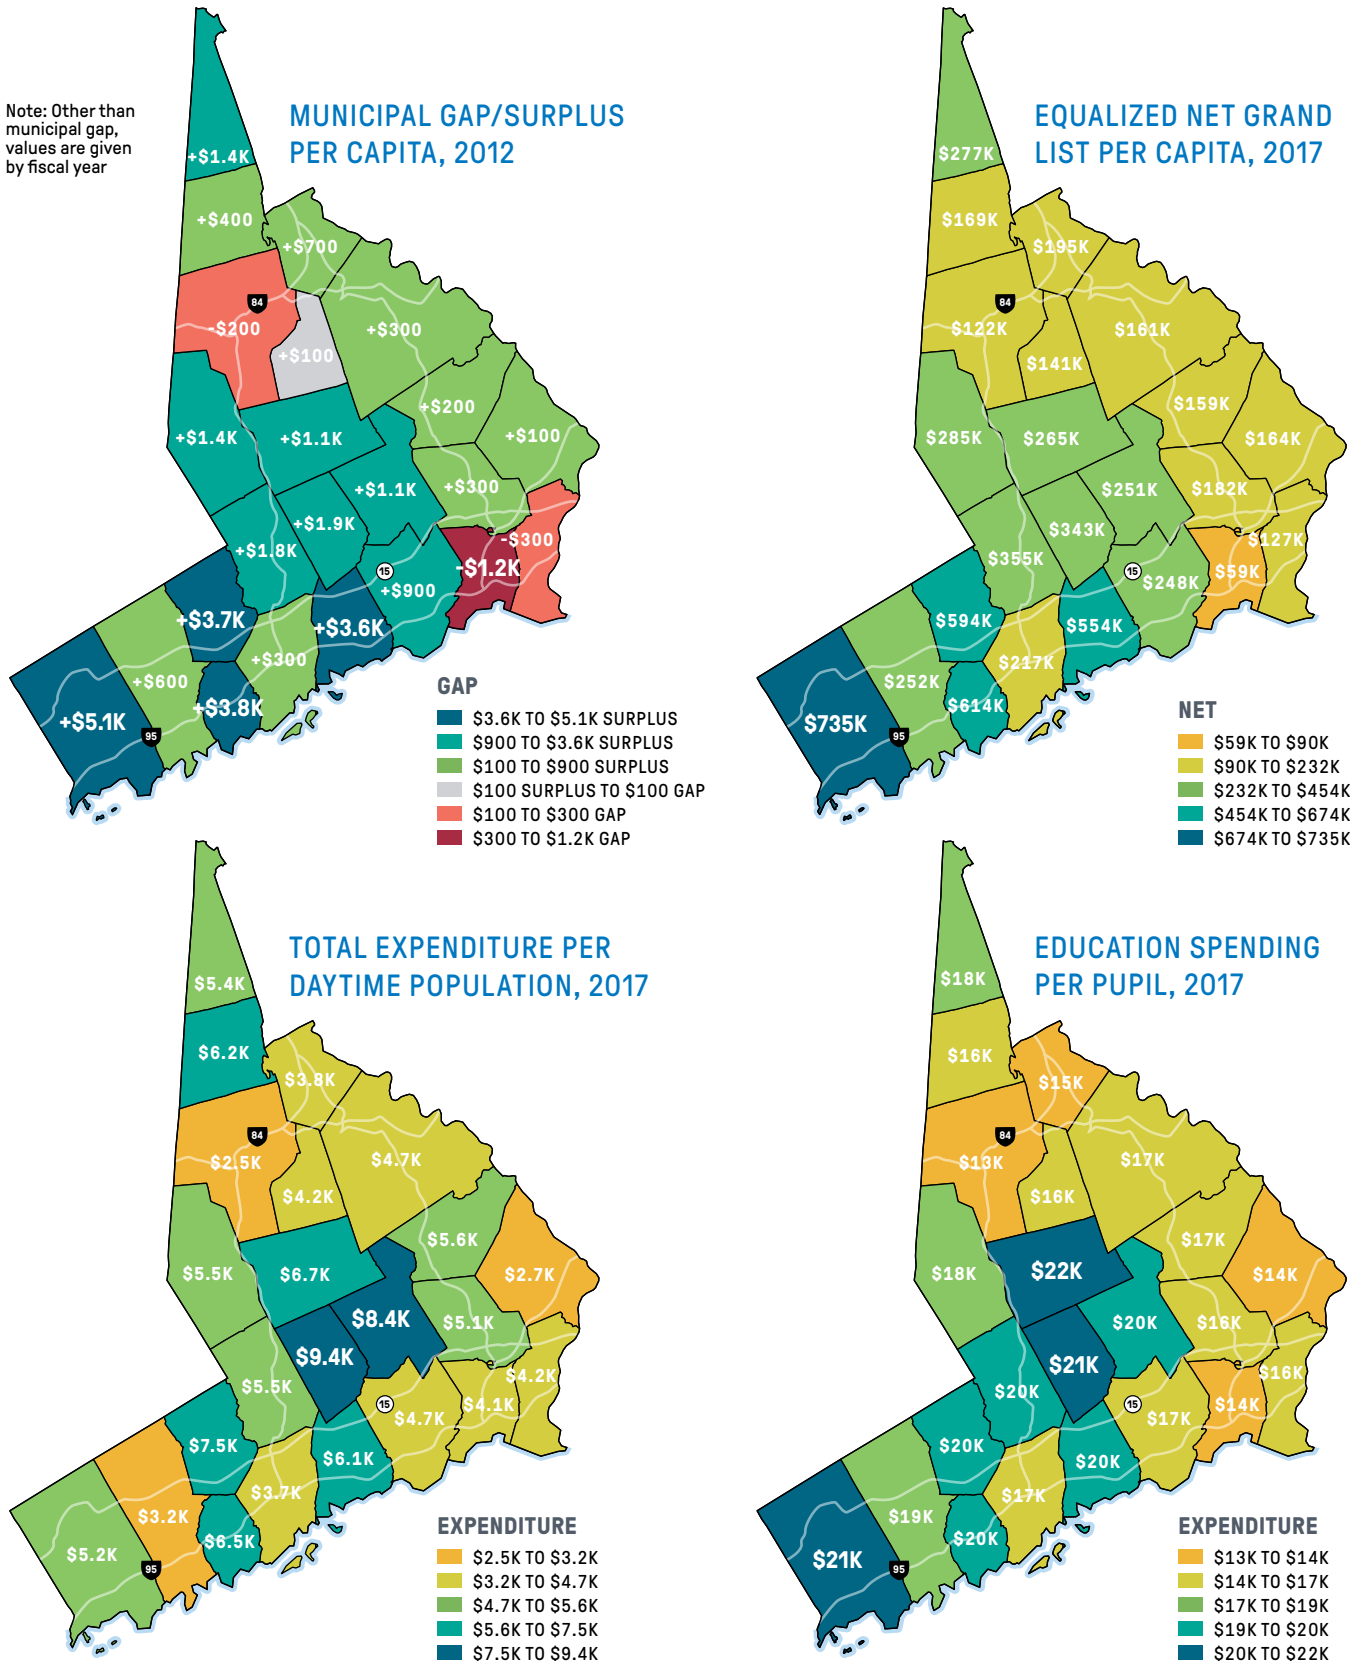 Note: Other than
municipal gap,
values are given
by fiscal year
MUNICIPAL GAP/SURPLUS
PER CAPITA, 2012
+$1.4K
+$400
+$700
84
-$200
+$300
+$100
+$200
+$1.4K
+$1.1K
+$100
+$1.1K
+$300
+$1.9K
-$300
+$1.8K
-$1.2K
15
+$900
+$3.7K
+$3.6K
+$300
+$600
+$3.8K
+$5.1K
95
GAP
$3.6K TO $5.1K SURPLUS
$900 TO $3.6K SURPLUS
$100 TO $900 SURPLUS
$100 SURPLUS TO $100 GAP
$100 TO $300 GAP
$300 TO $1.2K GAP
EQUALIZED NET GRAND
LIST PER CAPITA, 2017
$277K
$169K
$195K
84
$122K
$161K
$141K
$159K
$285K
$265K
$164K
$251K
$182K
$343K
$127K
$355K
$59K
15
$248K
$594K
$554K
$217K
$252K
$614K
$735K
95
NET
$59K TO $90K
$90K TO $232K
$232K TO $454K
$454K TO $674K
$674K TO $735K
TOTAL EXPENDITURE PER
DAYTIME POPULATION, 2017
$5.4K
$6.2K
$3.8K
84
$2.5K
$4.7K
$4.2K
$5.6K
$5.5K
$6.7K
$2.7K
$8.4K
$5.1K
$9.4K
$4.2K
$5.5K
$4.1K
15
$4.7K
$7.5K
$6.1K
$3.7K
$3.2K
$6.5K
$5.2K
95
EXPENDITURE
$2.5K TO $3.2K
$3.2K TO $4.7K
$4.7K TO $5.6K
$5.6K TO $7.5K
$7.5K TO $9.4K
EDUCATION SPENDING
PER PUPIL, 2017
$18K
$16K
$15K
84
$13K
$17K
$16K
$17K
$18K
$22K
$14K
$20K
$16K
$21K
$16K
$20K
$14K
15
$17K
$20K
$20K
$17K
$19K
$20K
$21K
95
EXPENDITURE
$13K TO $14K
$14K TO $17K
$17K TO $19K
$19K TO $20K
$20K TO $22K